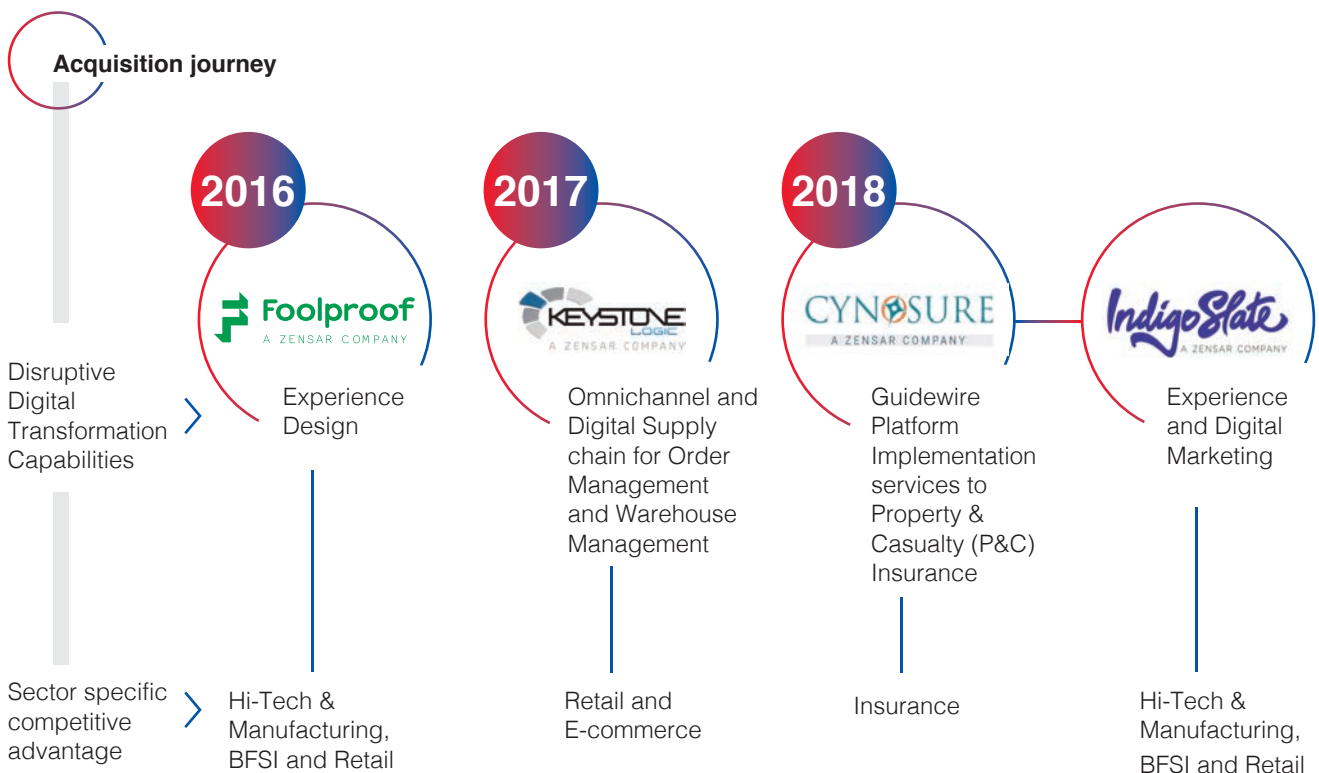 Acquisition journey
2016
2017
2018
Foolproof
A ZENSAR COMPANY
KEYSTONE
LOGIC
A ZENSAR COMPANY
CYNOSURE
A ZENSAR COMPANY
IndigoSlate
A ZENSAR COMPANY
Disruptive
Digital
Transformation
Capabilities
Experience
Design
Omnichannel and
Digital Supply
chain for Order
Management
and Warehouse
Management
Guidewire
Platform
Implementation
services to
Property &
Casualty (P&C)
Insurance
Experience
and Digital
Marketing
Sector specific
competitive
advantage
Hi-Tech &
Manufacturing,
BFSI and Retail
Retail and
E-commerce
Insurance
Hi-Tech &
Manufacturing,
BFSI and Retail